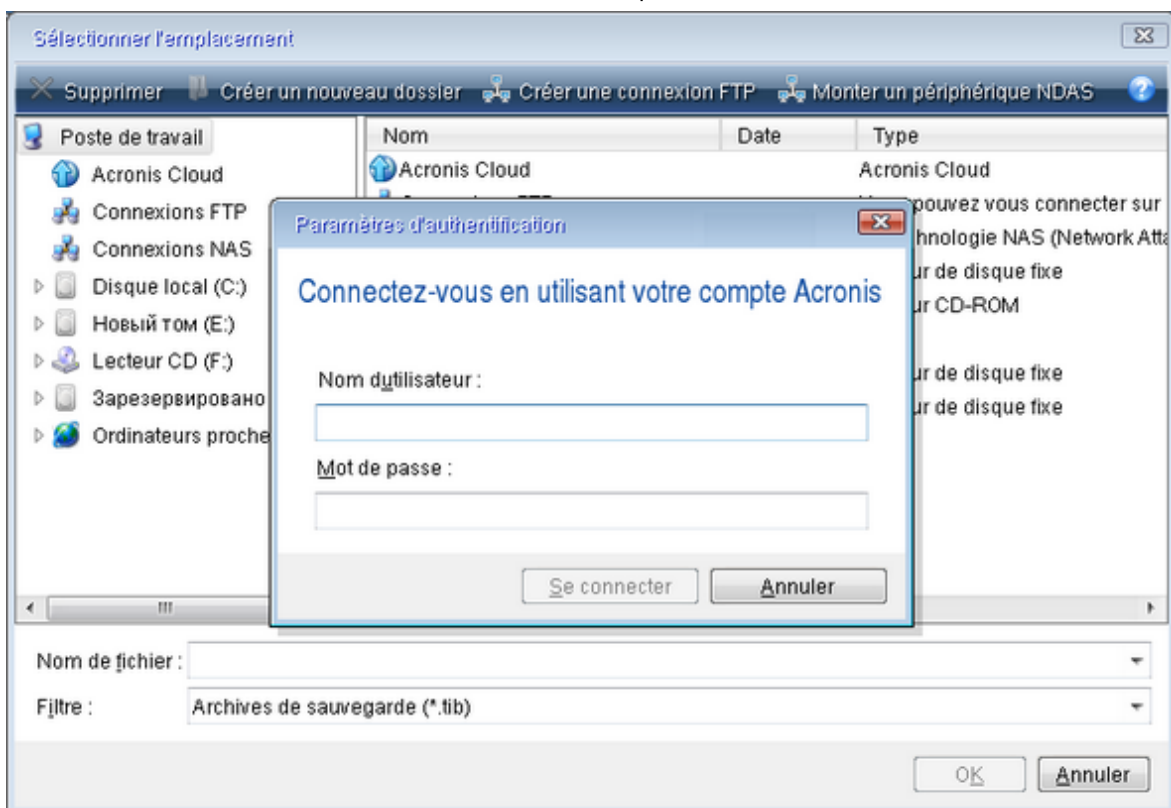 Sélectionner l'emplacement
Supprimer Créer un nouveau dossier Créer une connexion FTP Monter un périphérique NDAS
Poste de travail
Acronis Cloud
Connexions FTP
Connexions NAS
Disque local (C:)
Новый том (E:)
Lecteur CD (F:)
Зарезервировано
Ordinateurs proche
Nom Date Type
Acronis Cloud Acronis Cloud
pouvez vous connecter sur
hnologie NAS (Network Atta
ur de disque fixe
ur CD-ROM
ur de disque fixe
ur de disque fixe
Paramètres d'authentification
Connectez-vous en utilisant votre compte Acronis
Nom dutilisateur :
Mot de passe :
Se connecter Annuler
Nom de fichier :
Filtre : Archives de sauvegarde (*.tib)
OK Annuler